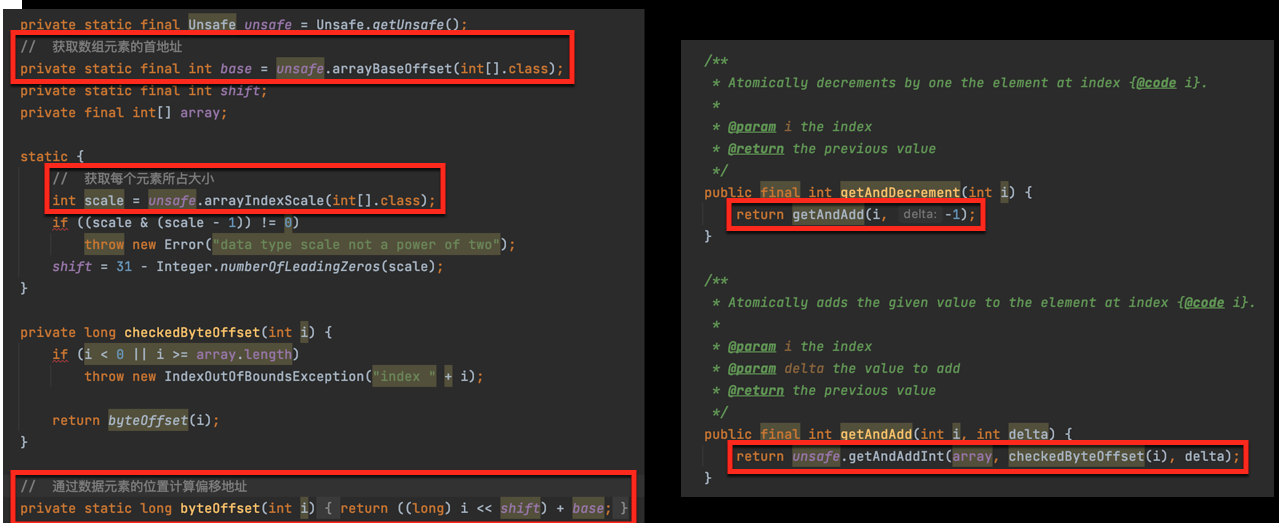 private static final Unsafe unsafe = Unsafe.getUnsafe();
//  获取数组元素的首地址
private static final int base = unsafe.arrayBaseOffset(int[].class);
private static final int shift;
private final int[] array;
static {
//  获取每个元素所占大小
int scale = unsafe.arrayIndexScale(int[].class);
if ((scale & (scale - 1)) != 0)
throw new Error("data type scale not a power of two");
shift = 31 - Integer.numberOfLeadingZeros(scale);
}
private long checkedByteOffset(int i) {
if (i < 0 || i >= array.length)
throw new IndexOutOfBoundsException("index " + i);
return byteOffset(i);
}
//  通过数据元素的位置计算偏移地址
private static long byteOffset(int i) { return ((long) i << shift) + base; }
/**
* Atomically decrements by one the element at index {@code i}.
*
* @param i the index
* @return the previous value
*/
public final int getAndDecrement(int i) {
return getAndAdd(i, delta: -1);
}
/**
* Atomically adds the given value to the element at index {@code i}.
*
* @param i the index
* @param delta the value to add
* @return the previous value
*/
public final int getAndAdd(int i, int delta) {
return unsafe.getAndAddInt(array, checkedByteOffset(i), delta);
}